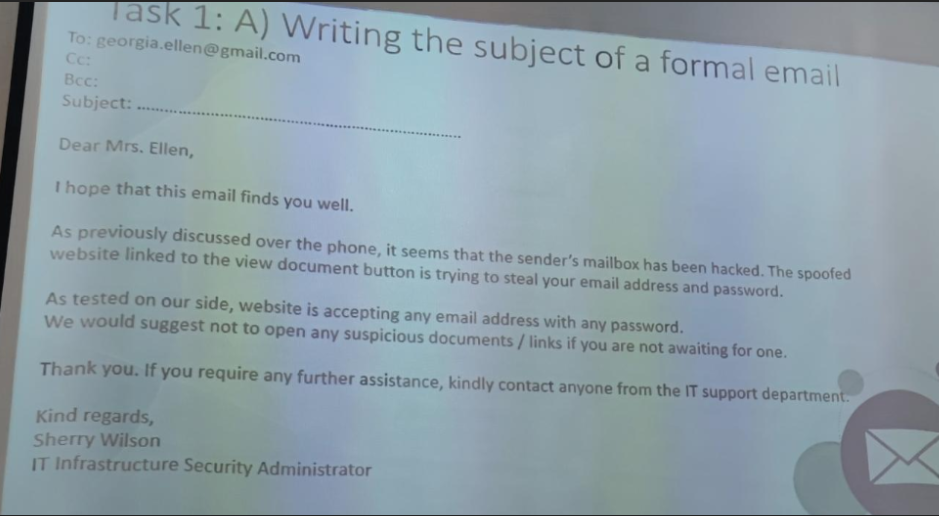 Task 1: A) Writing the subject of a formal email
To: georgia.ellen@gmail.com
Cc:
Bcc:
Subject: ................................................................
Dear Mrs. Ellen,
I hope that this email finds you well.
As previously discussed over the phone, it seems that the sender's mailbox has been hacked. The spoofed
website linked to the view document button is trying to steal your email address and password.
As tested on our side, website is accepting any email address with any password.
We would suggest not to open any suspicious documents / links if you are not awaiting for one.
Thank you. If you require any further assistance, kindly contact anyone from the IT support department.
Kind regards,
Sherry Wilson
IT Infrastructure Security Administrator